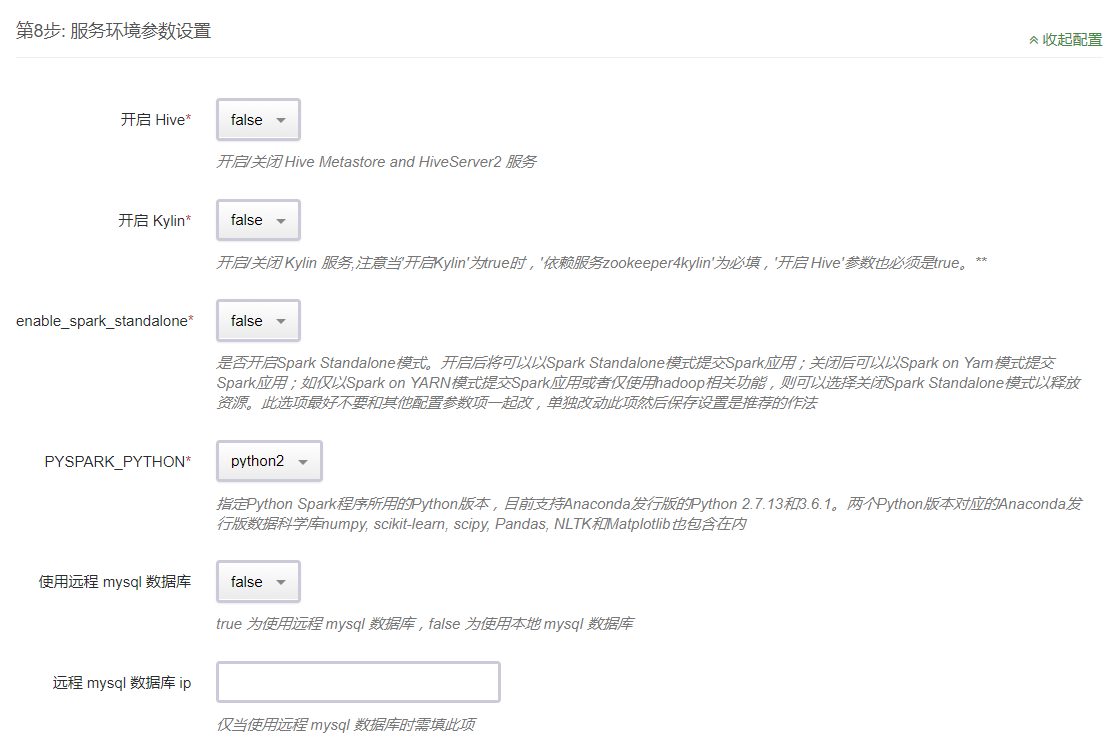 第8步: 服务环境参数设置
收起配置
开启 Hive*
false
开启/关闭 Hive Metastore and HiveServer2 服务
开启 Kylin*
false
开启/关闭 Kylin 服务,注意当'开启Kylin'为true时，'依赖服务zookeeper4kylin'为必填，'开启 Hive'参数也必须是true。**
enable_spark_standalone*
false
是否开启Spark Standalone模式。开启后将可以以Spark Standalone模式提交Spark应用；关闭后可以以Spark on Yarn模式提交
Spark应用；如仅以Spark on YARN模式提交Spark应用或者仅使用hadoop相关功能，则可以选择关闭Spark Standalone模式以释放
资源。此选项最好不要和其他配置参数项一起改，单独改动此项然后保存设置是推荐的作法
PYSPARK_PYTHON*
python2
指定Python Spark程序所用的Python版本，目前支持Anaconda发行版的Python 2.7.13和3.6.1。两个Python版本对应的Anaconda发
行版数据科学库numpy, scikit-learn, scipy, Pandas, NLTK和Matplotlib也包含在内
使用远程 mysql 数据库
false
true 为使用远程 mysql 数据库，false 为使用本地 mysql 数据库
远程 mysql 数据库 ip
仅当使用远程 mysql 数据库时需填此项